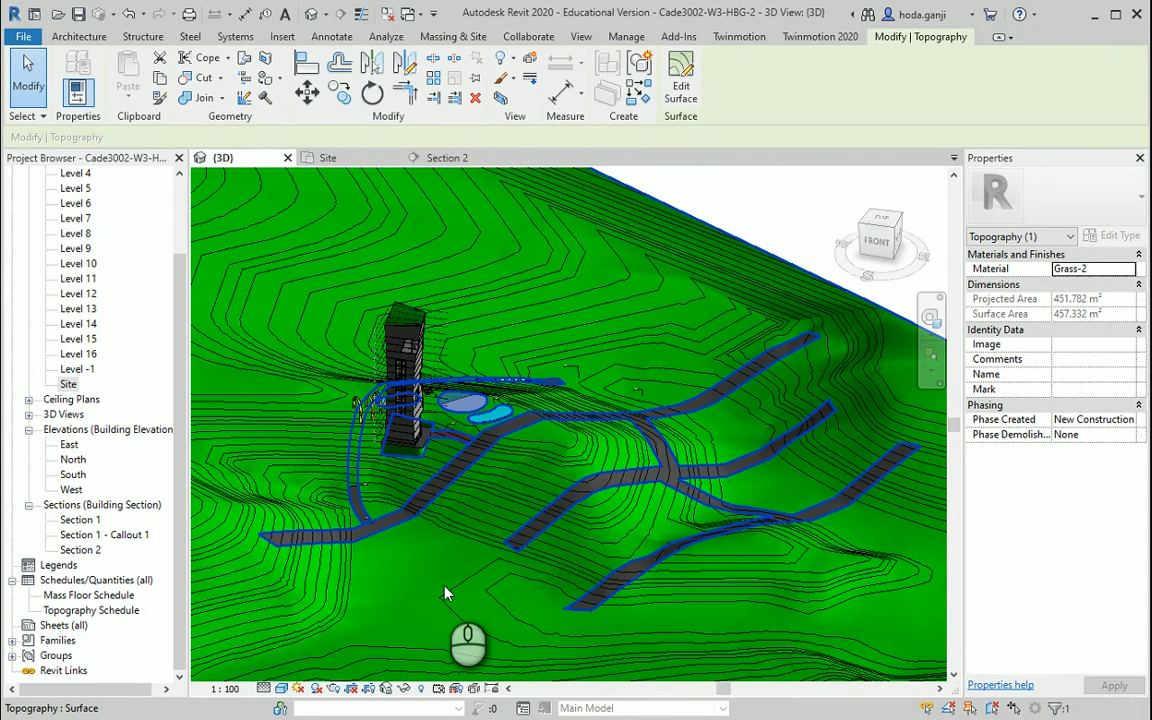 Autodesk Revit 2020 - Educational Version - Cade3002-W3-HBG-2 - 3D View: {3D}
hoda.ganji
File Architecture Structure Steel Systems Insert Annotate Analyze Massing & Site Collaborate View Manage Add-Ins Twinmotion Twinmotion 2020 Modify | Topography
Modify
Paste
Cope
Cut
Join
Edit
Surface
Select Properties Clipboard Geometry Modify View Measure Create Surface
Modify | Topography
Project Browser - Cade3002-W3-H...
{3D}
Site
Section 2
Properties
Level 4
Level 5
Level 6
Level 7
Level 8
Level 9
Level 10
Level 11
Level 12
Level 13
Level 14
Level 15
Level 16
Level -1
Site
Ceiling Plans
3D Views
Elevations (Building Elevation
East
North
South
West
Sections (Building Section)
Section 1
Section 1 - Callout 1
Section 2
Legends
Schedules/Quantities (all)
Mass Floor Schedule
Topography Schedule
Sheets (all)
Families
Groups
Revit Links
TOP
FRONT
Topography (1)
Edit Type
Materials and Finishes
Material Grass-2
Dimensions
Projected Area 451.782 m²
Surface Area 457.332 m²
Identity Data
Image
Comments
Name
Mark
Phasing
Phase Created New Construction
Phase Demolish... None
Properties help
Apply
1 : 100
Topography : Surface
:0
Main Model
:1